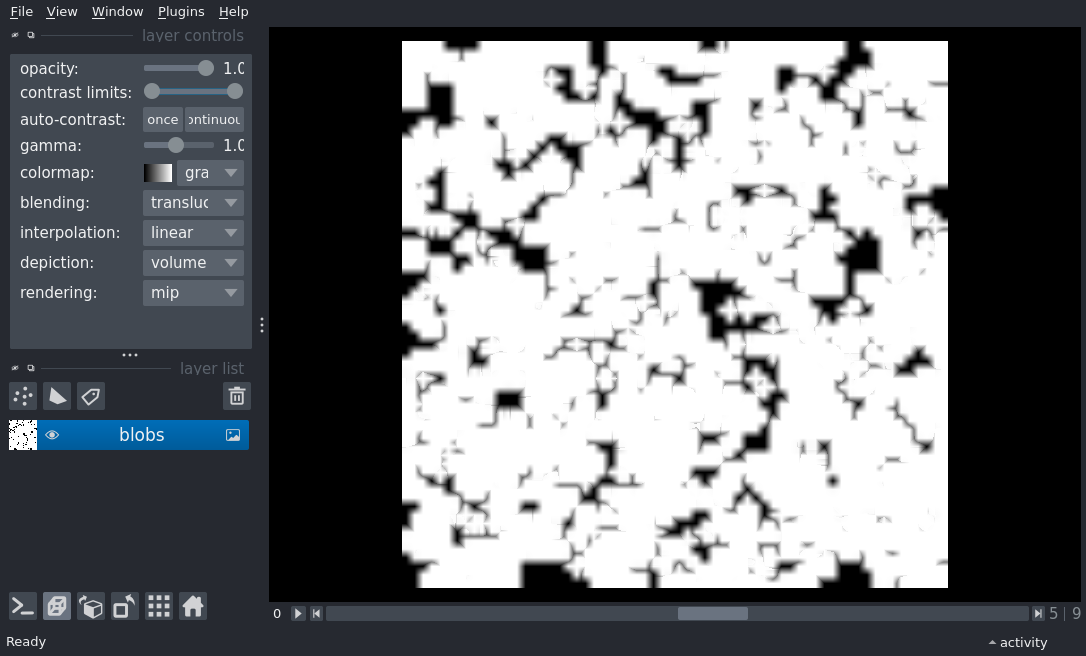 File View Window Plugins Help
layer controls
opacity: 1.0
contrast limits:
auto-contrast: once ontinuou
gamma: 1.0
colormap: gra
blending: transluc
interpolation: linear
depiction: volume
rendering: mip
layer list
blobs
0 5 | 9
Ready activity